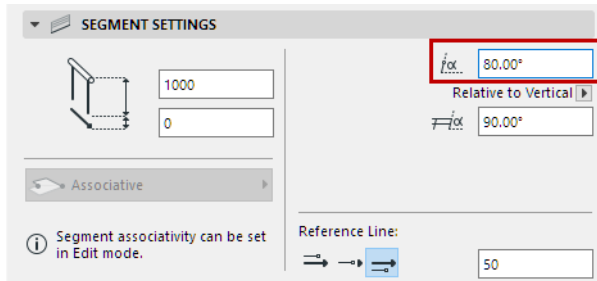 SEGMENT SETTINGS
1000
0
α 80.00°
Relative to Vertical
α 90.00°
Associative
Segment associativity can be set
in Edit mode.
Reference Line:
50